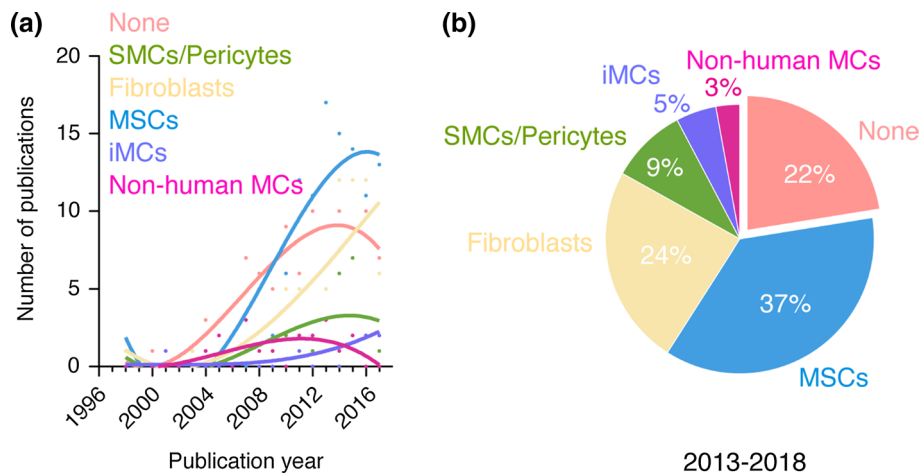 (a)
None
SMCs/Pericytes
Fibroblasts
MSCs
iMCs
Non-human MCs
Number of publications
20
15
10
5
0
1996
2000
2004
2008
2012
2016
Publication year
(b)
Non-human MCs
3%
iMCs
5%
SMCs/Pericytes
9%
None
22%
Fibroblasts
24%
37%
MSCs
2013-2018